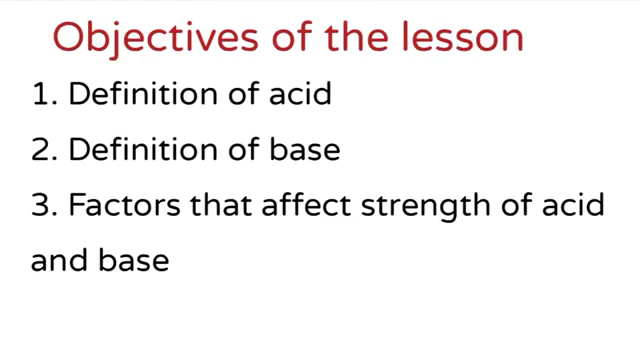 Objectives of the lesson
1. Definition of acid
2. Definition of base
3. Factors that affect strength of acid
and base